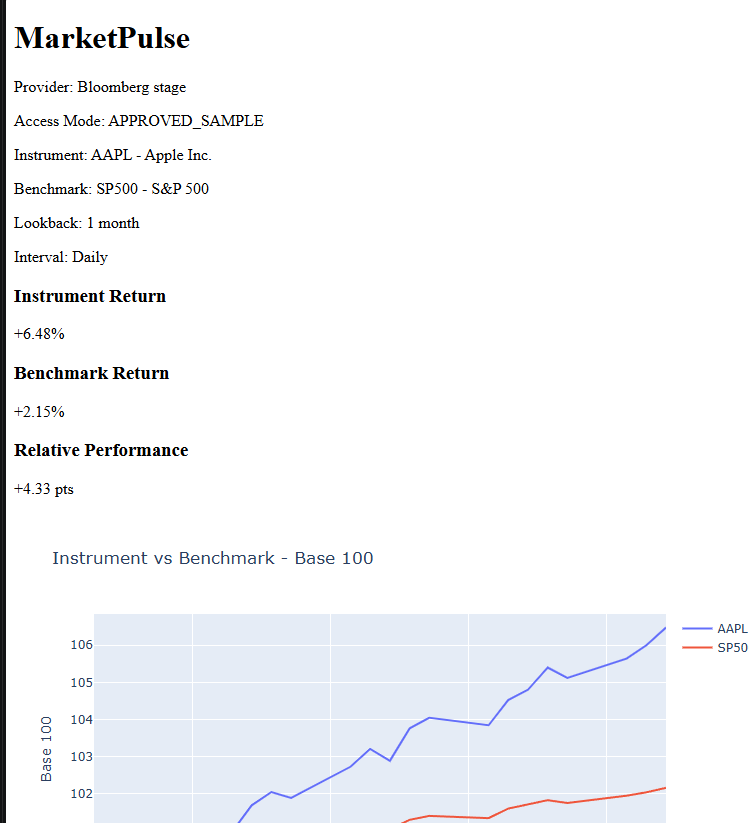 MarketPulse
Provider: Bloomberg stage
Access Mode: APPROVED_SAMPLE
Instrument: AAPL - Apple Inc.
Benchmark: SP500 - S&P 500
Lookback: 1 month
Interval: Daily
Instrument Return
+6.48%
Benchmark Return
+2.15%
Relative Performance
+4.33 pts
Instrument vs Benchmark - Base 100
AAPL
SP50
106
105
104
103
102
Base 100